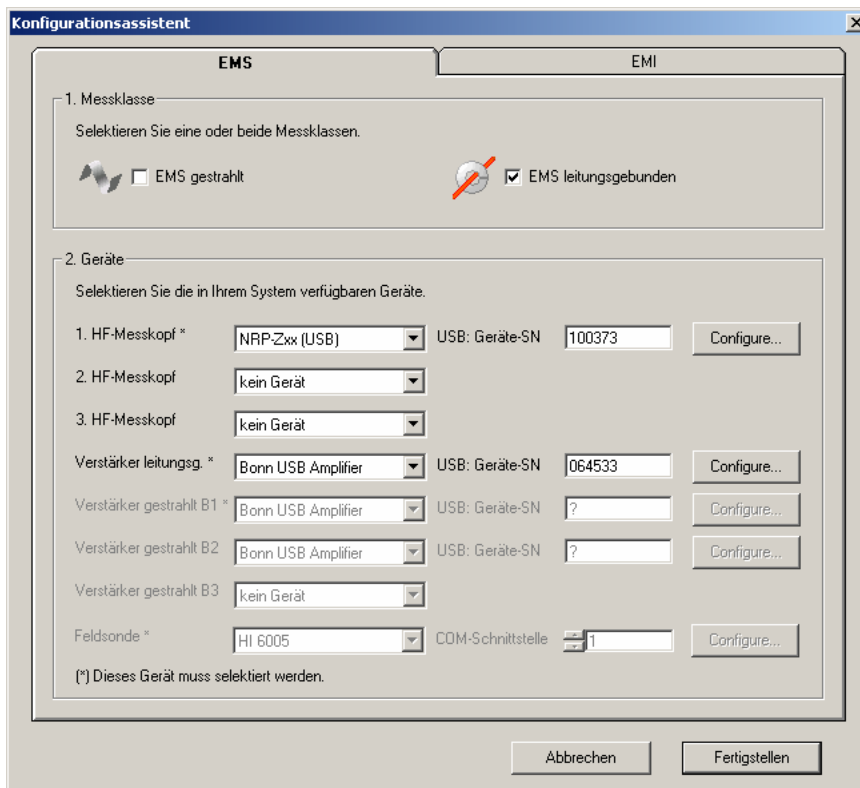 Konfigurationsassistent
EMS
EMI
1. Messklasse
Selektieren Sie eine oder beide Messklassen.
EMS gestrahlt
EMS leitungsgebunden
2. Geräte
Selektieren Sie die in Ihrem System verfügbaren Geräte.
1. HF-Messkopf * NRP-Zxx (USB) USB: Geräte-SN 100373 Configure...
2. HF-Messkopf kein Gerät
3. HF-Messkopf kein Gerät
Verstärker leitungsg. * Bonn USB Amplifier USB: Geräte-SN 064533 Configure...
Verstärker gestrahlt B1 * Bonn USB Amplifier USB: Geräte-SN ? Configure...
Verstärker gestrahlt B2 Bonn USB Amplifier USB: Geräte-SN ? Configure...
Verstärker gestrahlt B3 kein Gerät
Feldsonde * HI 6005 COM-Schnittstelle 1 Configure...
(*) Dieses Gerät muss selektiert werden.
Abbrechen Fertigstellen